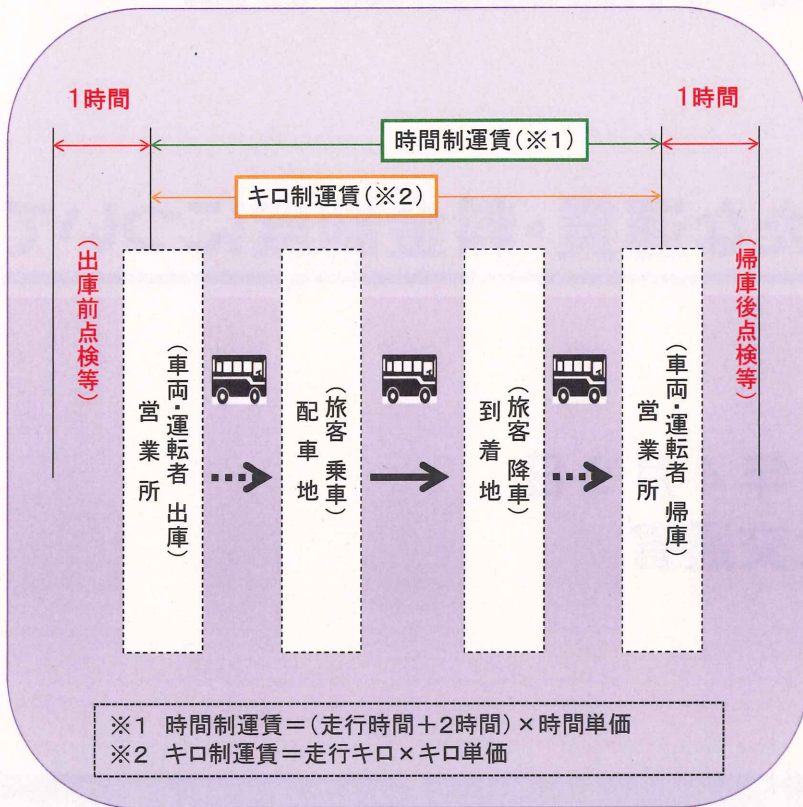 1時間
1時間
時間制運賃(※1)
キロ制運賃(※2)
(出庫前点検等)
営業所
(車両・運転者 出庫)
配車地
(旅客 乗車)
到着地
(旅客 降車)
営業所
(車両・運転者 帰庫)
(帰庫後点検等)
※1 時間制運賃=(走行時間+2時間)×時間単価
※2 キロ制運賃=走行キロ×キロ単価